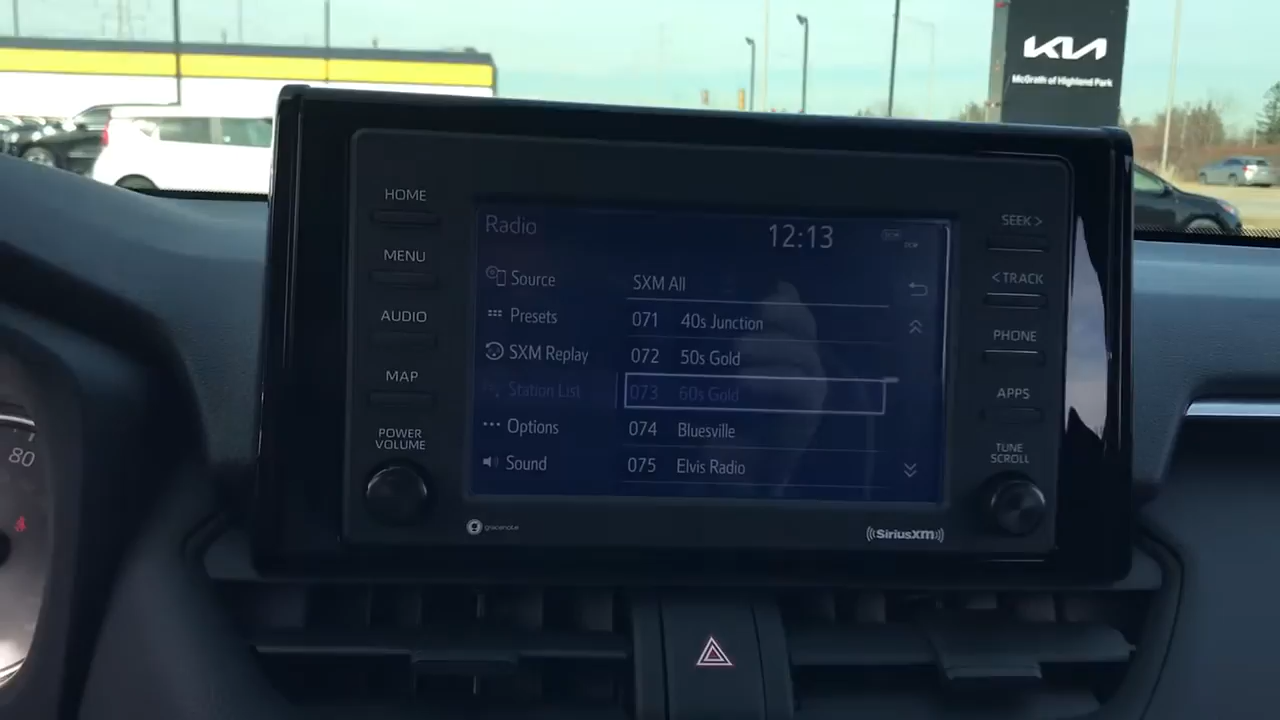 KIA
McGrath of Highland Park
HOME
MENU
AUDIO
MAP
POWER
VOLUME
Radio
12:13
Source
Presets
SXM Replay
Station List
Options
Sound
SXM All
071 40s Junction
072 50s Gold
073 60s Gold
074 Bluesville
075 Elvis Radio
SEEK >
< TRACK
PHONE
APPS
TUNE
SCROLL
gracenote
((SiriusXM))
80